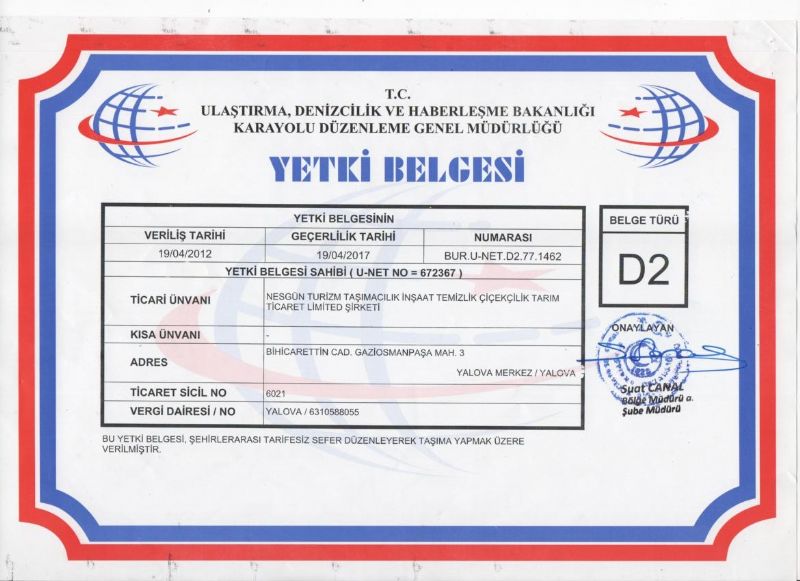 T.C.
ULAŞTIRMA, DENİZCİLİK VE HABERLEŞME BAKANLIĞI
KARAYOLU DÜZENLEME GENEL MÜDÜRLÜĞÜ
YETKİ BELGESİ
YETKİ BELGESİNİN
VERİLİŞ TARİHİ GEÇERLİLİK TARİHİ NUMARASI
19/04/2012 19/04/2017 BUR.U-NET.D2.77.1462
YETKİ BELGESİ SAHİBİ ( U-NET NO = 672367 )
TİCARİ ÜNVANI NESGÜN TURİZM TAŞIMACILIK İNŞAAT TEMİZLİK ÇİÇEKÇİLİK TARIM
TİCARET LİMİTED ŞİRKETİ
KISA ÜNVANI -
ADRES BİHİCARETTİN CAD. GAZİOSMANPAŞA MAH. 3
YALOVA MERKEZ / YALOVA
TİCARET SİCİL NO 6021
VERGİ DAİRESİ / NO YALOVA / 6310588055
BELGE TÜRÜ
D2
ONAYLAYAN
Suat CANAL
Bölge Müdürü a.
Şube Müdürü
BU YETKİ BELGESİ, ŞEHİRLERARASI TARİFESİZ SEFER DÜZENLEYEREK TAŞIMA YAPMAK ÜZERE
VERİLMİŞTİR.